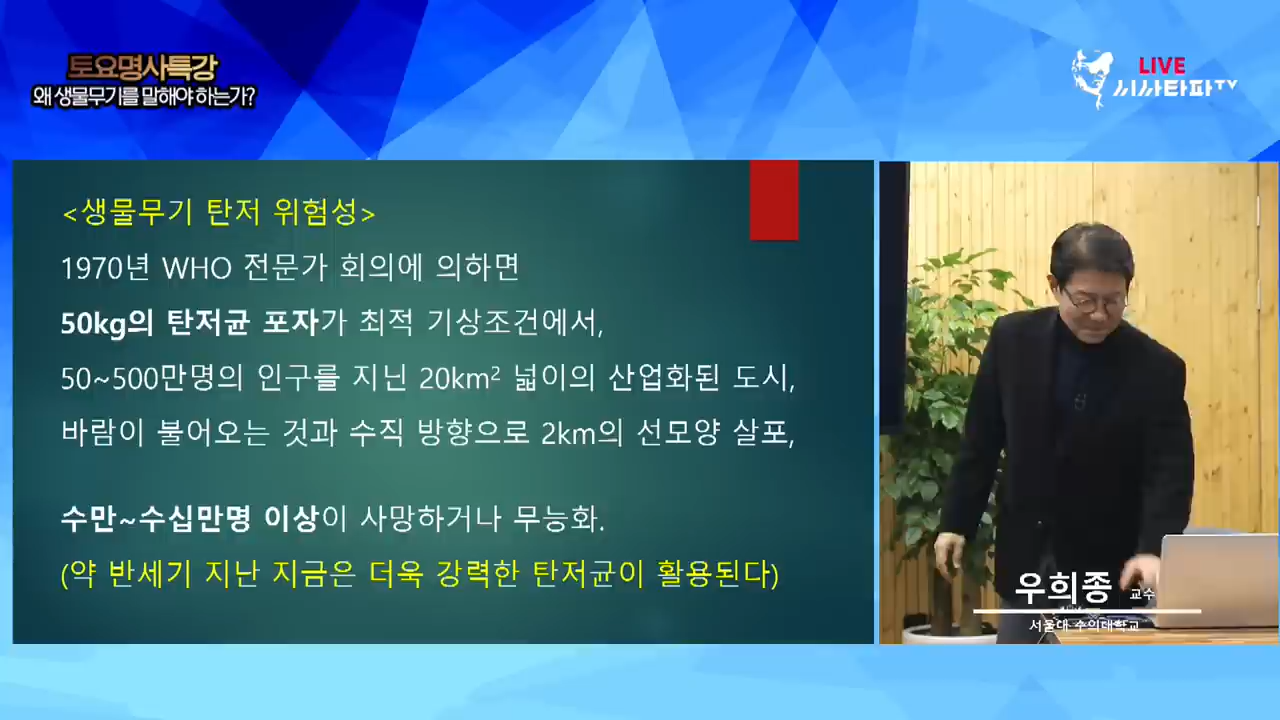 토요명사특강
왜 생물무기를 말해야 하는가?
LIVE
시사타파TV
<생물무기 탄저 위험성>
1970년 WHO 전문가 회의에 의하면
50kg의 탄저균 포자가 최적 기상조건에서,
50~500만명의 인구를 지닌 20km² 넓이의 산업화된 도시,
바람이 불어오는 것과 수직 방향으로 2km의 선모양 살포,
수만~수십만명 이상이 사망하거나 무능화.
(약 반세기 지난 지금은 더욱 강력한 탄저균이 활용된다)
우희종 교수
서울대 수의대학교